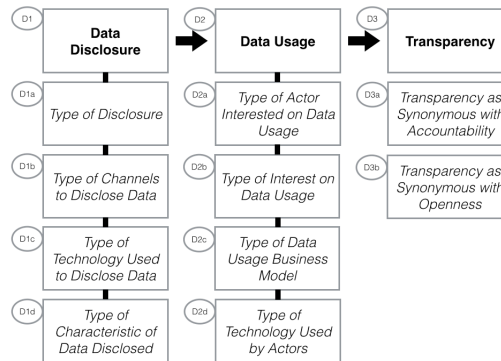 D1
Data
Disclosure
D2
Data Usage
D3
Transparency
D1a
Type of Disclosure
D2a
Type of Actor
Interested on Data
Usage
D3a
Transparency as
Synonymous with
Accountability
D1b
Type of Channels
to Disclose Data
D2b
Type of Interest on
Data Usage
D3b
Transparency as
Synonymous with
Openness
D1c
Type of
Technology Used
to Disclose Data
D2c
Type of Data
Usage Business
Model
D1d
Type of
Characteristic of
Data Disclosed
D2d
Type of
Technology Used
by Actors